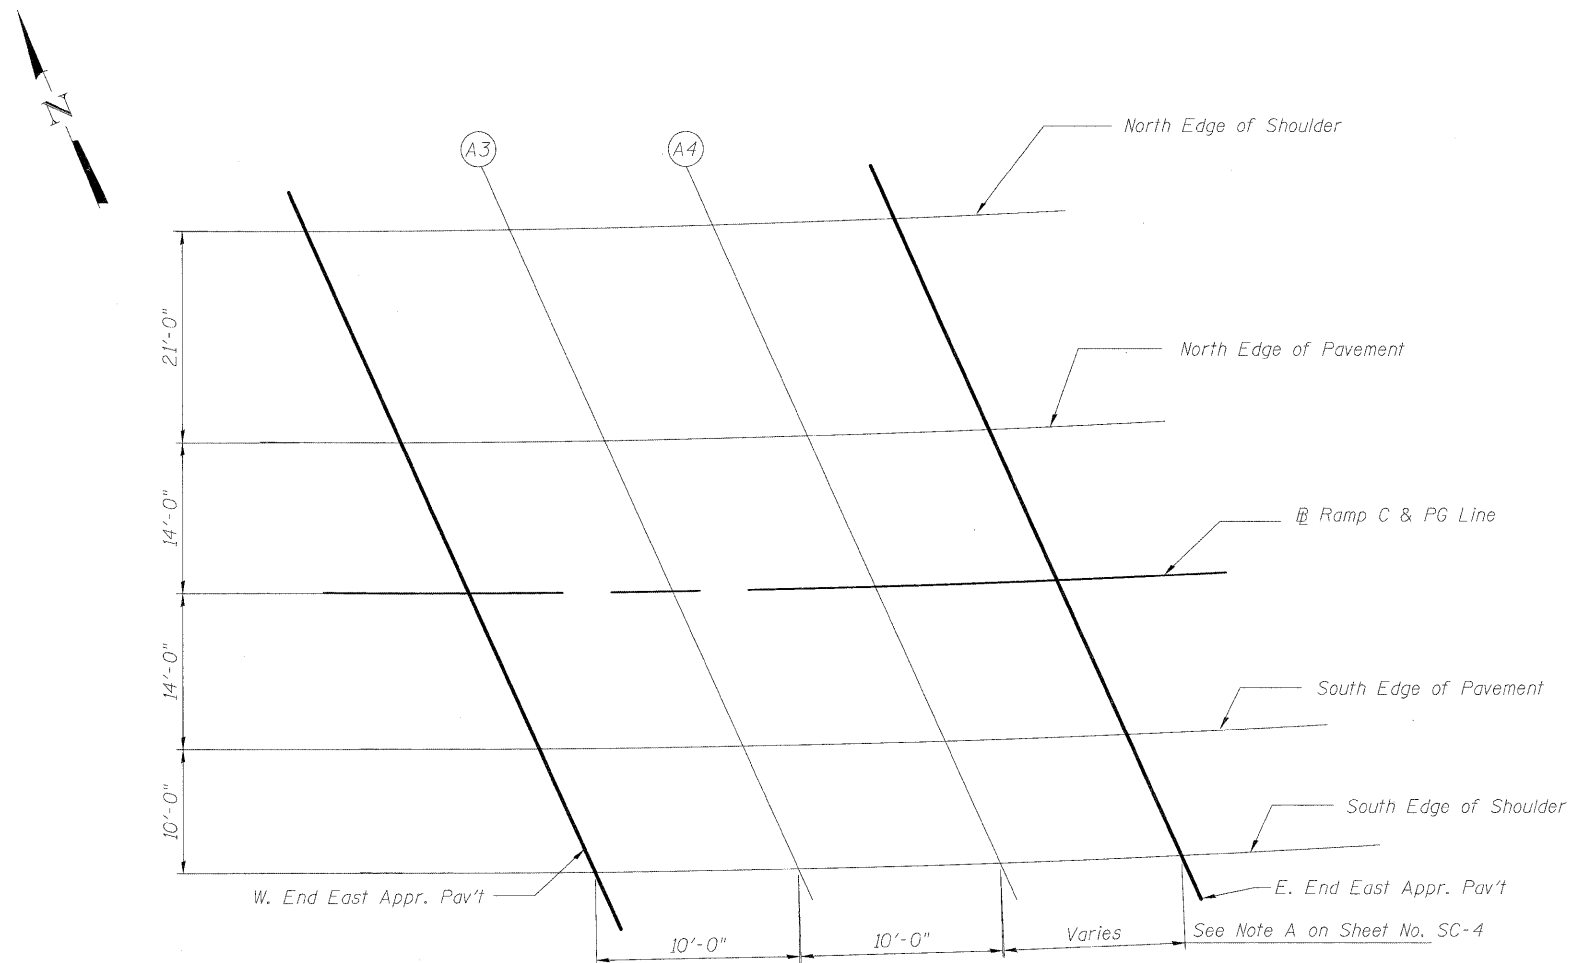 N
A3
A4
North Edge of Shoulder
21'-0"
North Edge of Pavement
14'-0"
℄ Ramp C & PG Line
14'-0"
South Edge of Pavement
10'-0"
South Edge of Shoulder
W. End East Appr. Pav't
E. End East Appr. Pav't
10'-0"
10'-0"
Varies
See Note A on Sheet No. SC-4